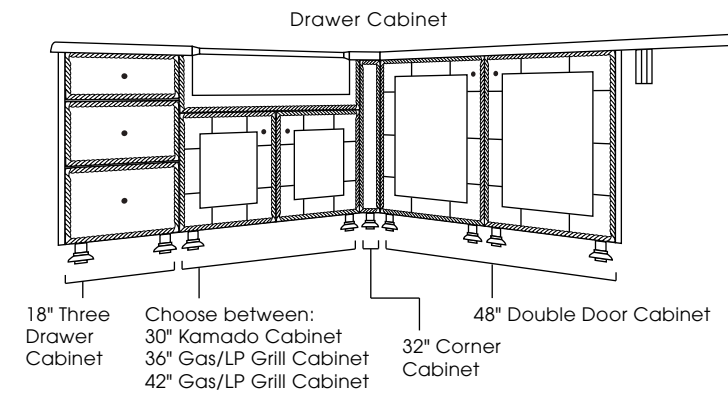 Drawer Cabinet
18" Three
Drawer
Cabinet
Choose between:
30" Kamado Cabinet
36" Gas/LP Grill Cabinet
42" Gas/LP Grill Cabinet
32" Corner
Cabinet
48" Double Door Cabinet